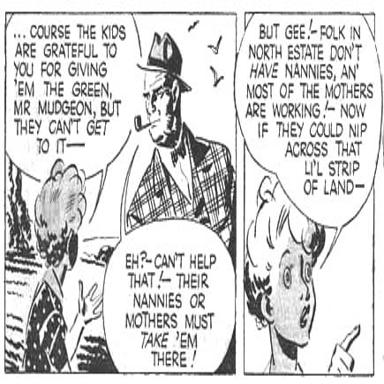 ... COURSE THE KIDS
ARE GRATEFUL TO
YOU FOR GIVING
'EM THE GREEN,
MR MUDGEON, BUT
THEY CAN'T GET
TO IT—
EH?—CAN'T HELP
THAT!—THEIR
NANNIES OR
MOTHERS MUST
TAKE 'EM
THERE!
BUT GEE!—FOLK IN
NORTH ESTATE DON'T
HAVE NANNIES, AN'
MOST OF THE MOTHERS
ARE WORKING!—NOW
IF THEY COULD NIP
ACROSS THAT
LI'L STRIP
OF LAND—